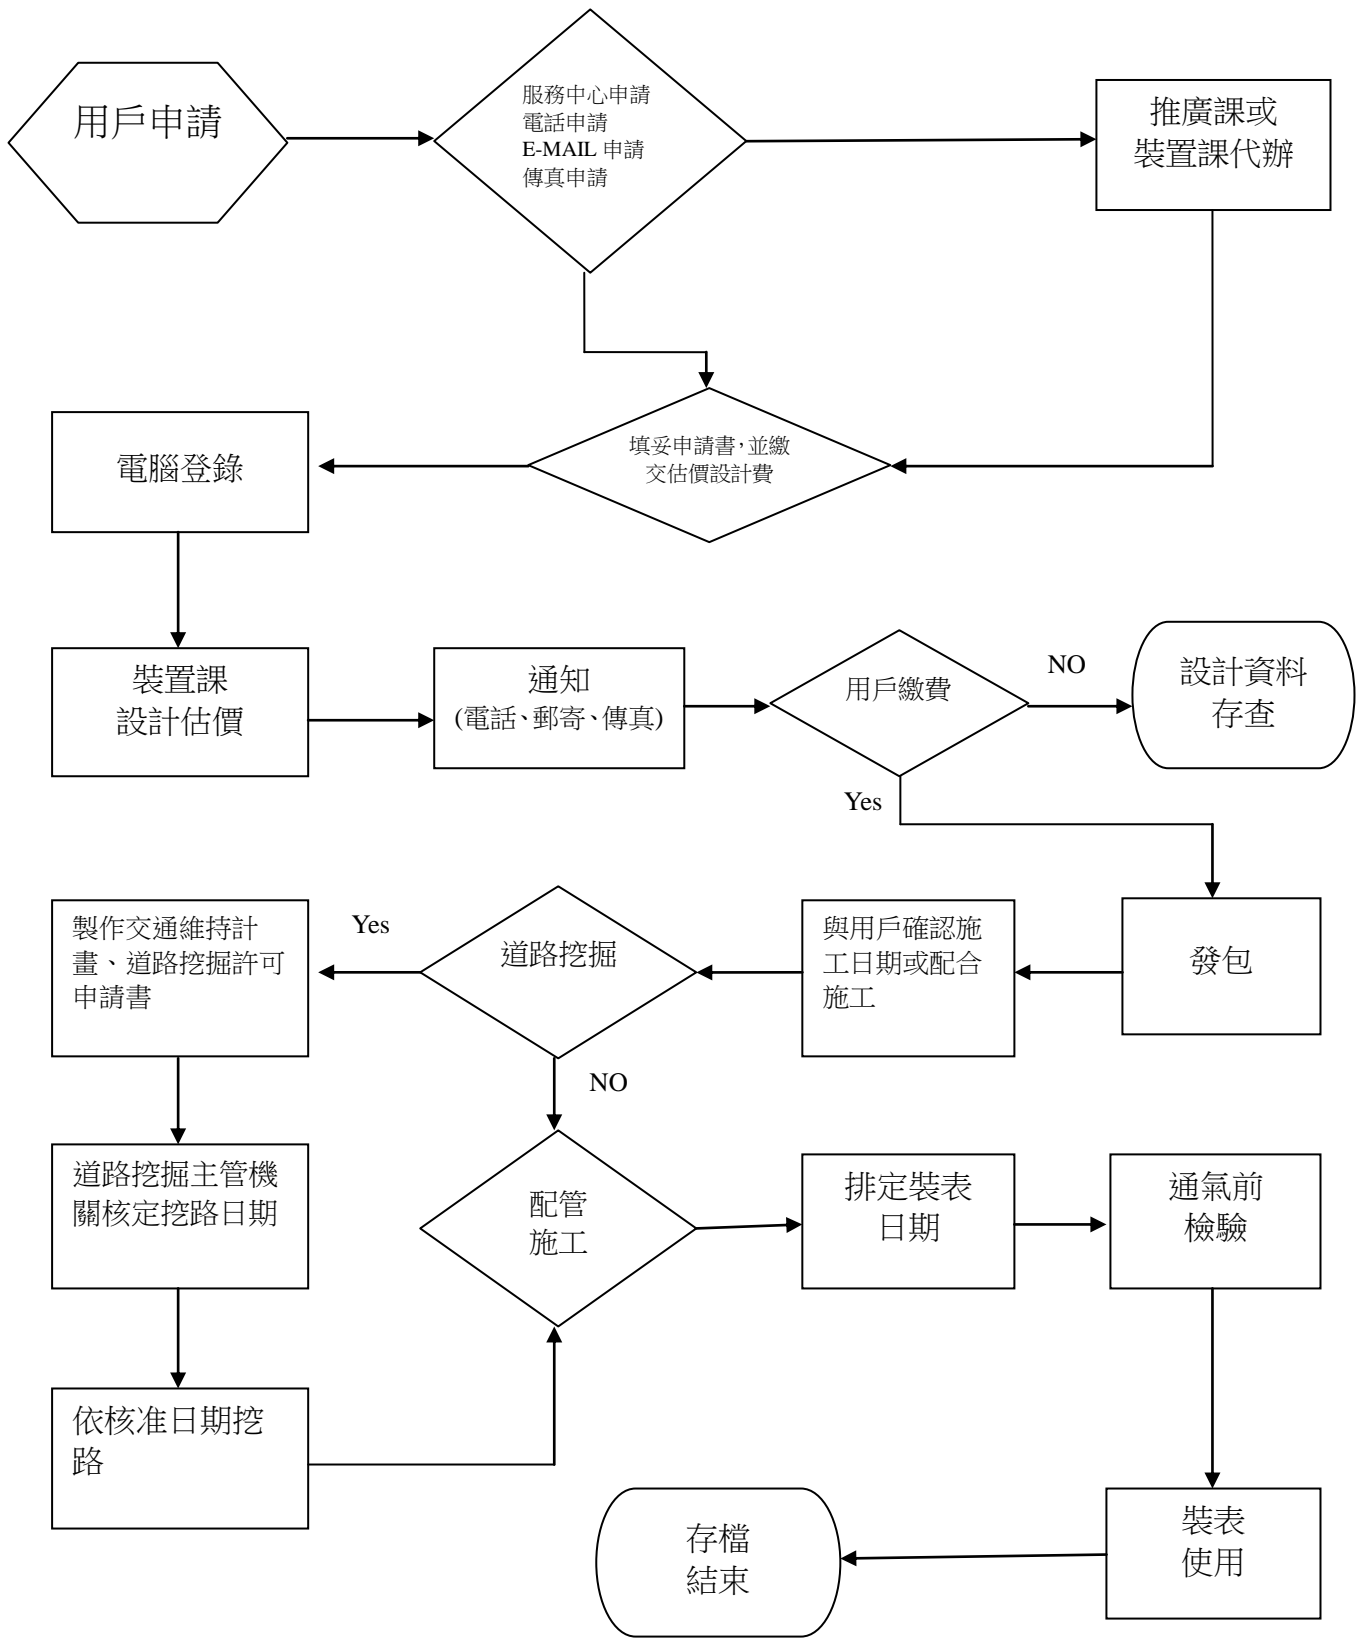 用戶申請
服務中心申請
電話申請
E-MAIL 申請
傳真申請
推廣課或
裝置課代辦
填妥申請書，並繳
交估價設計費
電腦登錄
裝置課
設計估價
通知
(電話、郵寄、傳真)
用戶繳費
NO
設計資料
存查
Yes
發包
與用戶確認施
工日期或配合
施工
道路挖掘
Yes
製作交通維持計
畫、道路挖掘許可
申請書
NO
道路挖掘主管機
關核定挖路日期
配管
施工
排定裝表
日期
通氣前
檢驗
依核准日期挖
路
裝表
使用
存檔
結束